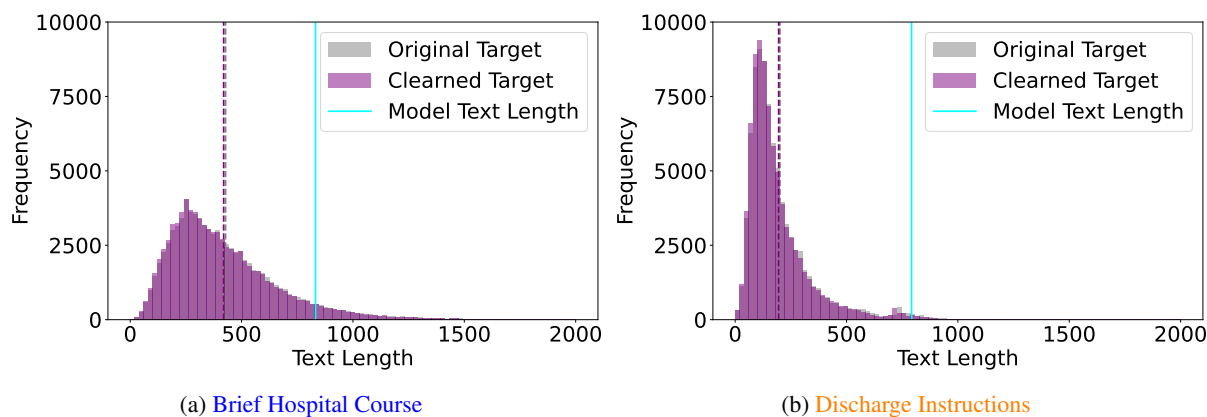 10000
7500
5000
2500
0
Frequency
Original Target
Clearned Target
Model Text Length
0 500 1000 1500 2000
Text Length
(a) Brief Hospital Course
10000
7500
5000
2500
0
Frequency
Original Target
Clearned Target
Model Text Length
0 500 1000 1500 2000
Text Length
(b) Discharge Instructions